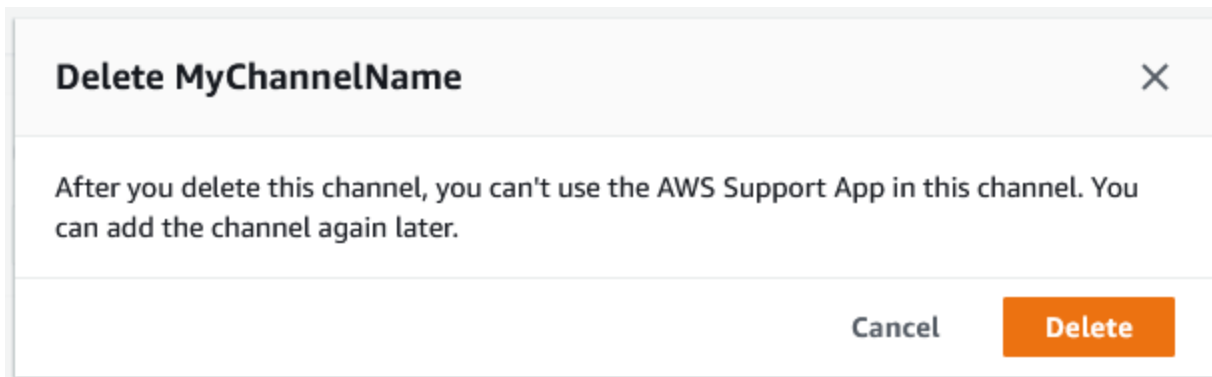 Delete MyChannelName
After you delete this channel, you can't use the AWS Support App in this channel. You
can add the channel again later.
Cancel
Delete